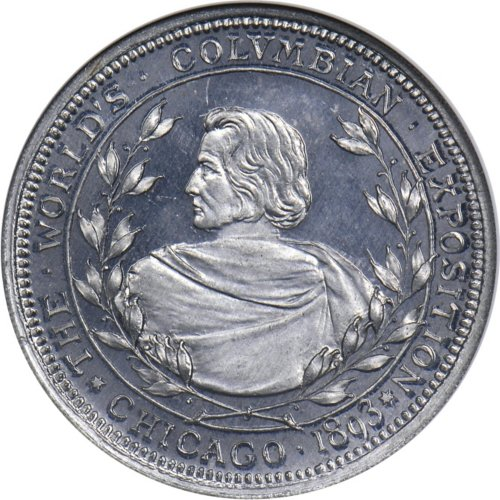 THE · WORLD'S · COLVMBIAN · EXPOSITION
* CHICAGO · 1893 *